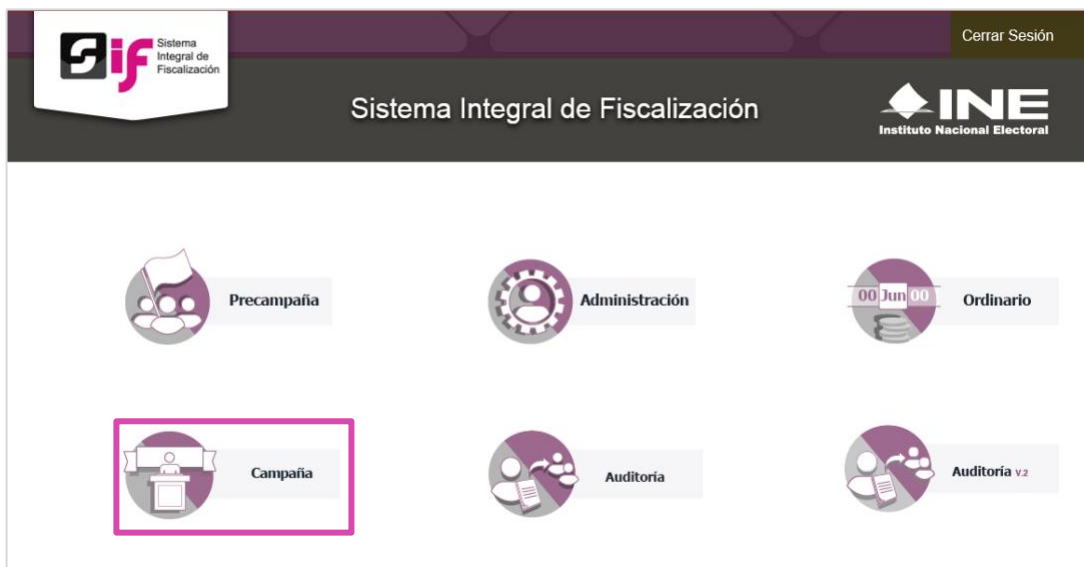 Cerrar Sesión
Sif
Sistema
Integral de
Fiscalización
Sistema Integral de Fiscalización
INE
Instituto Nacional Electoral
Precampaña
Administración
00 Jun 00
Ordinario
Campaña
Auditoría
Auditoría V.2